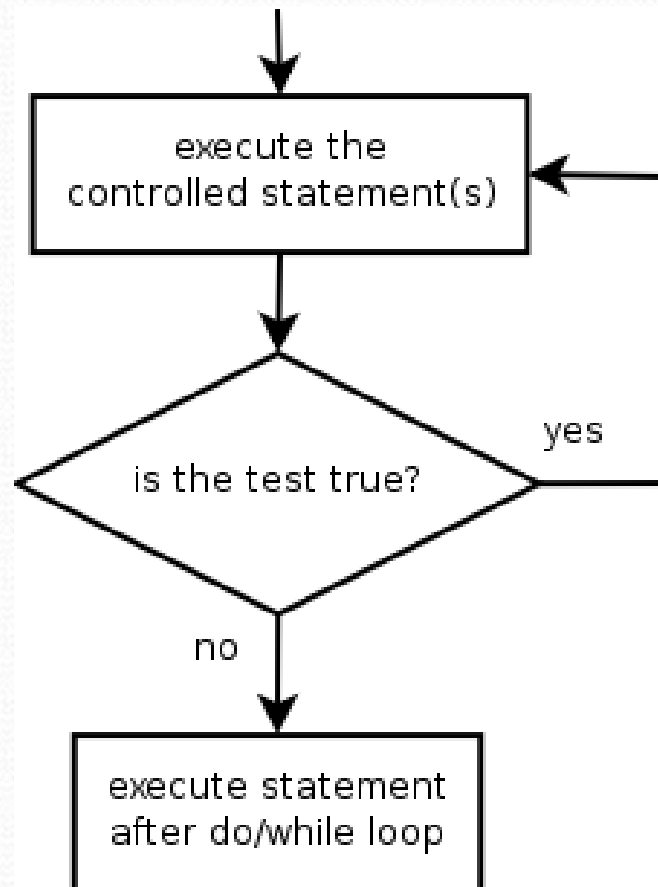 execute the
controlled statement(s)
is the test true?
yes
no
execute statement
after do/while loop